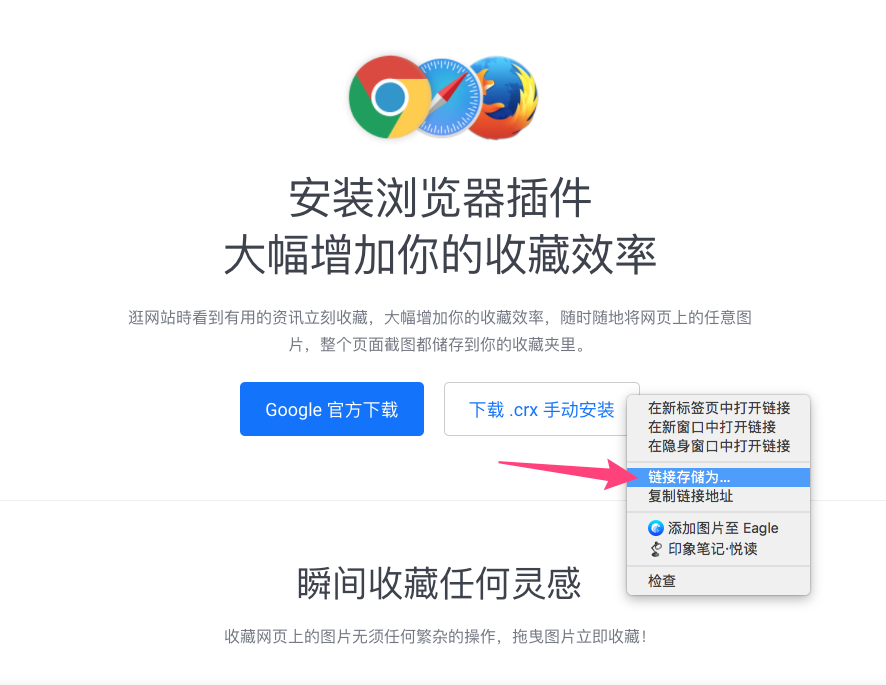 安装浏览器插件
大幅增加你的收藏效率
逛网站時看到有用的资讯立刻收藏，大幅增加你的收藏效率，随时随地将网页上的任意图
片，整个页面截图都储存到你的收藏夹里。
Google 官方下载
下载 .crx 手动安装
在新标签页中打开链接
在新窗口中打开链接
在隐身窗口中打开链接
链接存储为...
复制链接地址
添加图片至 Eagle
印象笔记·悦读
检查
瞬间收藏任何灵感
收藏网页上的图片无须任何繁杂的操作，拖曳图片立即收藏！